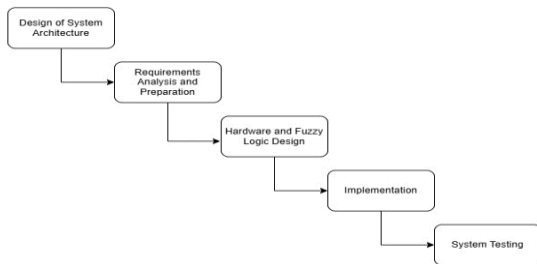 Design of System
Architecture
Requirements
Analysis and
Preparation
Hardware and Fuzzy
Logic Design
Implementation
System Testing